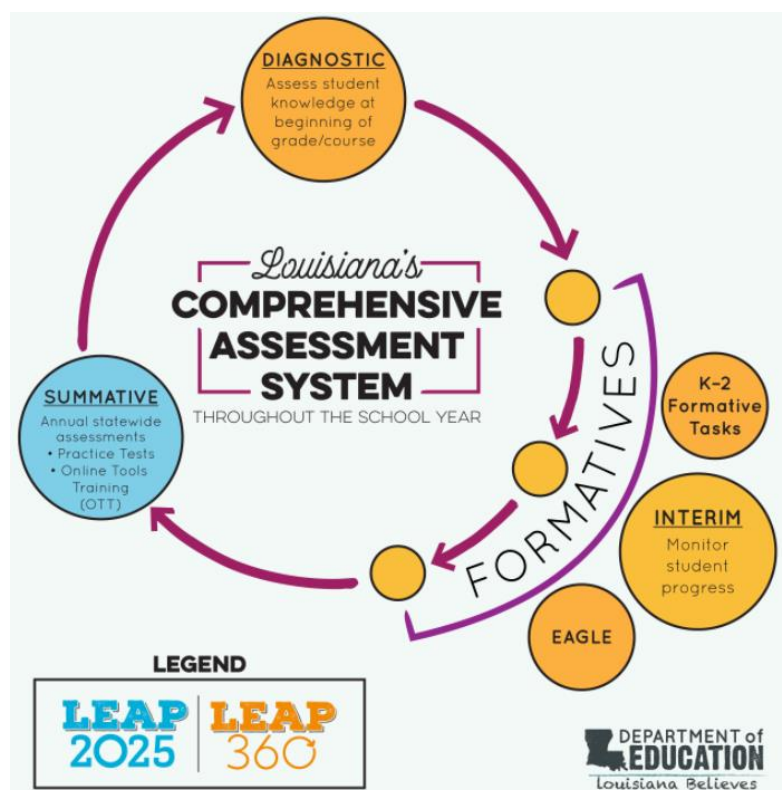 DIAGNOSTIC
Assess student
knowledge at
beginning of
grade/course
Louisiana's
COMPREHENSIVE
ASSESSMENT
SYSTEM
THROUGHOUT THE SCHOOL YEAR
SUMMATIVE
Annual statewide
assessments
• Practice Tests
• Online Tools
Training
(OTT)
FORMATIVES
K–2
Formative
Tasks
INTERIM
Monitor
student
progress
EAGLE
LEGEND
LEAP
2025
LEAP
360
DEPARTMENT of
EDUCATION
Louisiana Believes